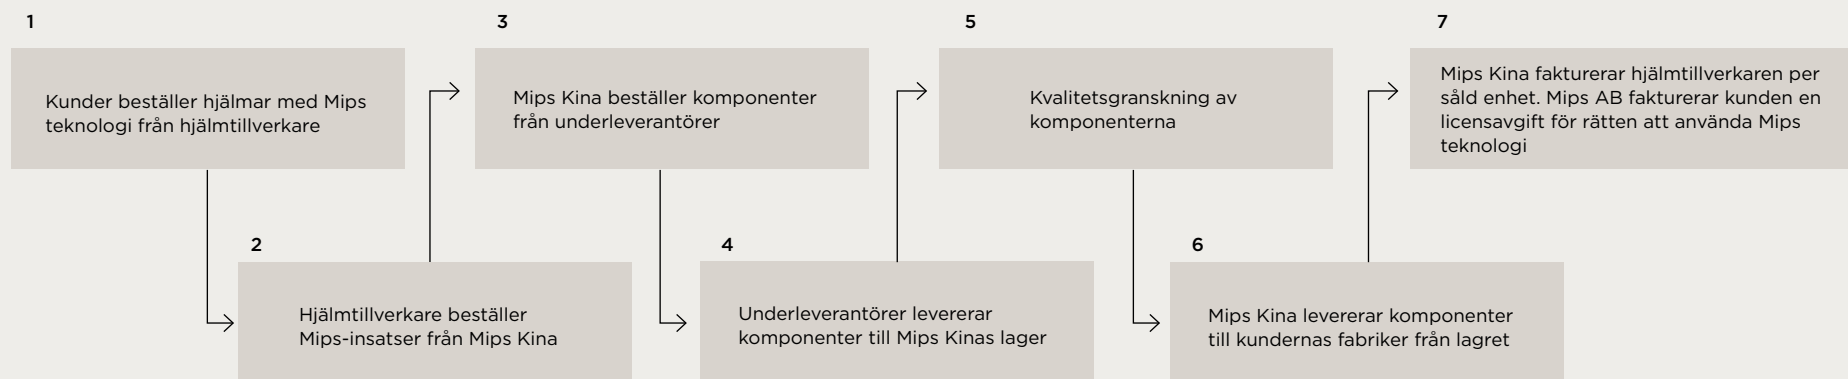 1
Kunder beställer hjälmar med Mips
teknologi från hjälmtillverkare
2
Hjälmtillverkare beställer
Mips-insatser från Mips Kina
3
Mips Kina beställer komponenter
från underleverantörer
4
Underleverantörer levererar
komponenter till Mips Kinas lager
5
Kvalitetsgranskning av
komponenterna
6
Mips Kina levererar komponenter
till kundernas fabriker från lagret
7
Mips Kina fakturerar hjälmtillverkaren per
såld enhet. Mips AB fakturerar kunden en
licensavgift för rätten att använda Mips
teknologi